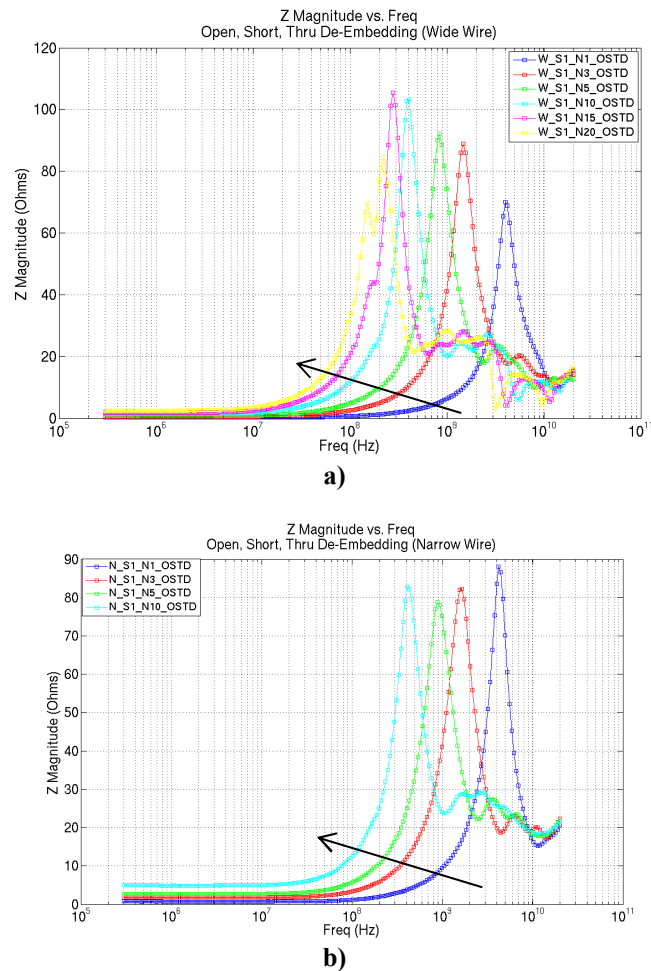 Z Magnitude vs. Freq
Open, Short, Thru De-Embedding (Wide Wire)
W_S1_N1_OSTD
W_S1_N3_OSTD
W_S1_N5_OSTD
W_S1_N10_OSTD
W_S1_N15_OSTD
W_S1_N20_OSTD
Z Magnitude (Ohms)
120
100
80
60
40
20
0
10^5 10^6 10^7 10^8 10^9 10^10 10^11
Freq (Hz)
a)
Z Magnitude vs. Freq
Open, Short, Thru De-Embedding (Narrow Wire)
N_S1_N1_OSTD
N_S1_N3_OSTD
N_S1_N5_OSTD
N_S1_N10_OSTD
Z Magnitude (Ohms)
90
80
70
60
50
40
30
20
10
0
10^5 10^6 10^7 10^8 10^9 10^10 10^11
Freq (Hz)
b)